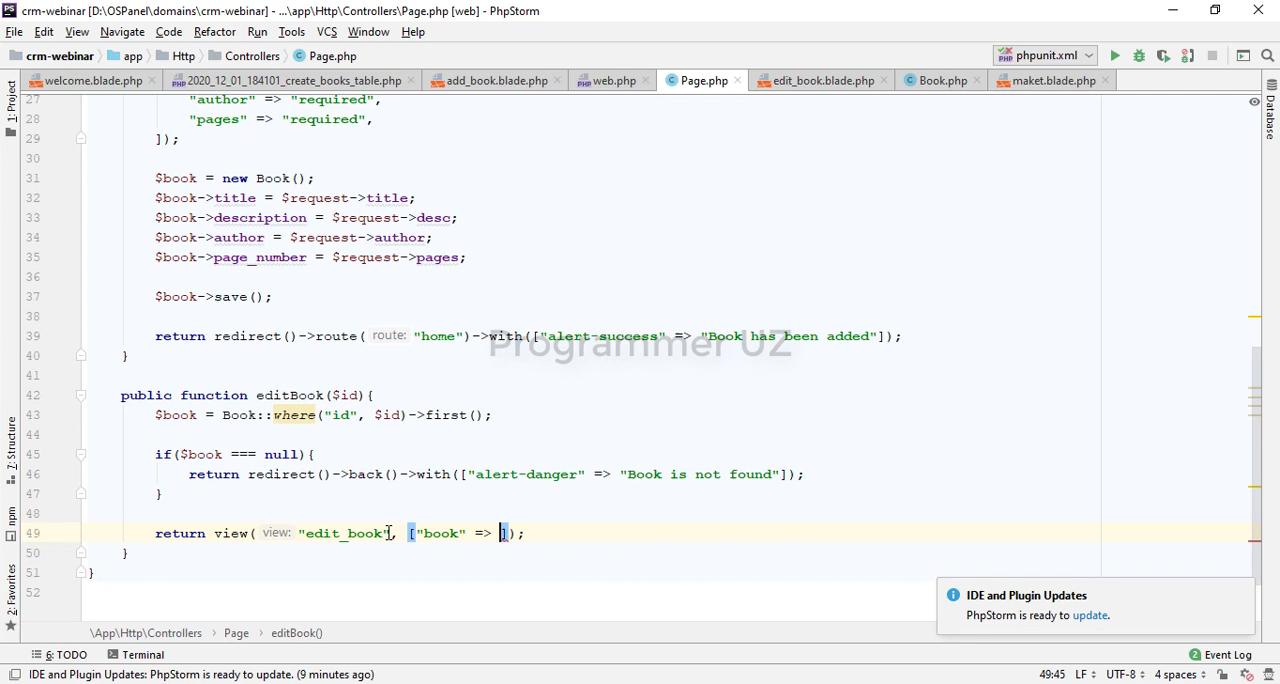 crm-webinar [D:\OSPanel\domains\crm-webinar] - ...\app\Http\Controllers\Page.php [web] - PhpStorm
File Edit View Navigate Code Refactor Run Tools VCS Window Help
crm-webinar app Http Controllers Page.php phpunit.xml
welcome.blade.php 2020_12_01_184101_create_books_table.php add_book.blade.php web.php Page.php edit_book.blade.php Book.php maket.blade.php
1: Project
Database
27 "author" => "required",
28 "pages" => "required",
29 ]);
30
31 $book = new Book();
32 $book->title = $request->title;
33 $book->description = $request->desc;
34 $book->author = $request->author;
35 $book->page_number = $request->pages;
36
37 $book->save();
38
39 return redirect()->route( route: "home")->with(["alert-success" => "Book has been added"]);
Programmer UZ
40 }
41
42 public function editBook($id){
43 $book = Book::where("id", $id)->first();
44
45 if($book === null){
46 return redirect()->back()->with(["alert-danger" => "Book is not found"]);
47 }
48
49 return view( view: "edit_book", ["book" => ]);
50 }
51 }
52
Z: Structure
npm
2: Favorites
IDE and Plugin Updates
PhpStorm is ready to update.
\App\Http\Controllers Page editBook()
6: TODO Terminal 2 Event Log
IDE and Plugin Updates: PhpStorm is ready to update. (9 minutes ago) 49:45 LF UTF-8 4 spaces